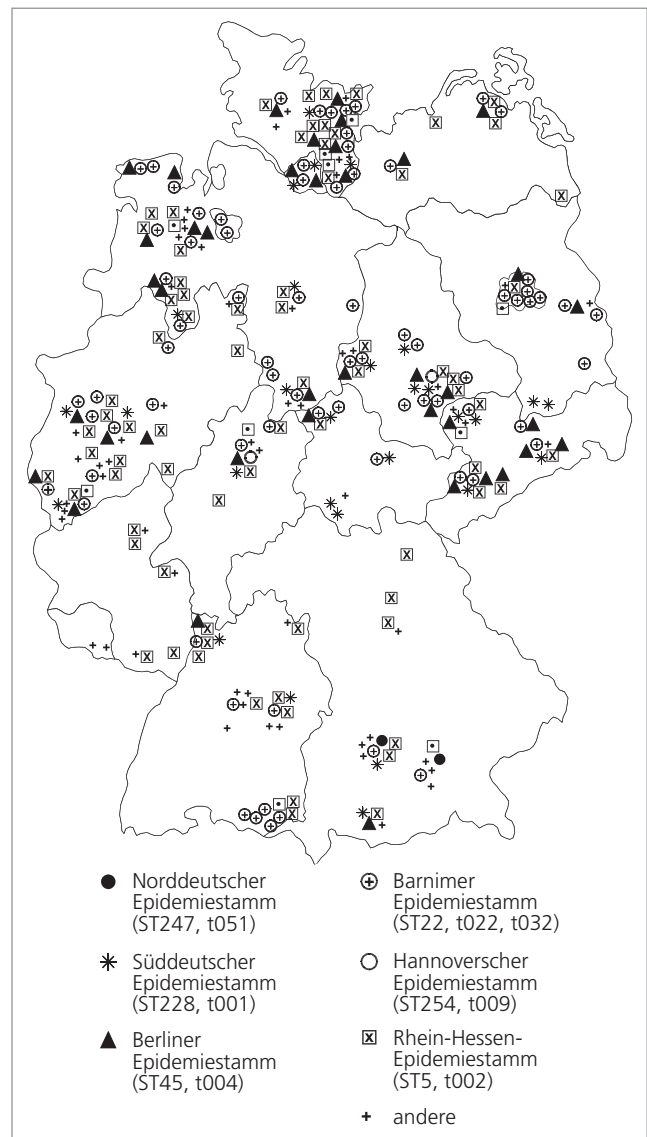 Norddeutscher
Epidemiestamm
(ST247, t051)
Süddeutscher
Epidemiestamm
(ST228, t001)
Berliner
Epidemiestamm
(ST45, t004)
Barnimer
Epidemiestamm
(ST22, t022, t032)
Hannoverscher
Epidemiestamm
(ST254, t009)
Rhein-Hessen-
Epidemiestamm
(ST5, t002)
andere